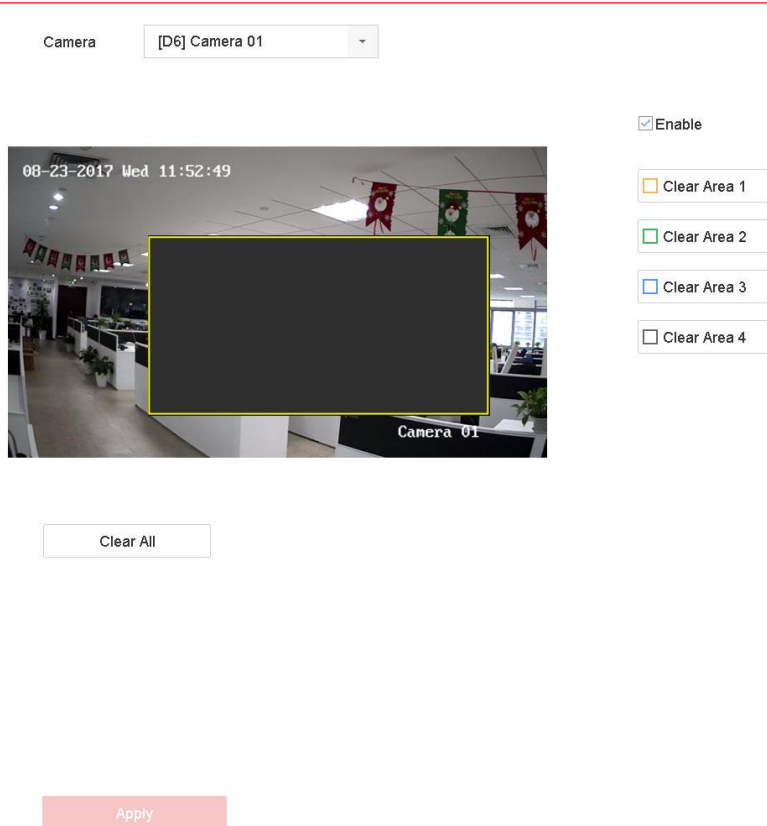 Camera
[D6] Camera 01
Enable
08-23-2017 Wed 11:52:49
Clear Area 1
Clear Area 2
Clear Area 3
Clear Area 4
Camera 01
Clear All
Apply